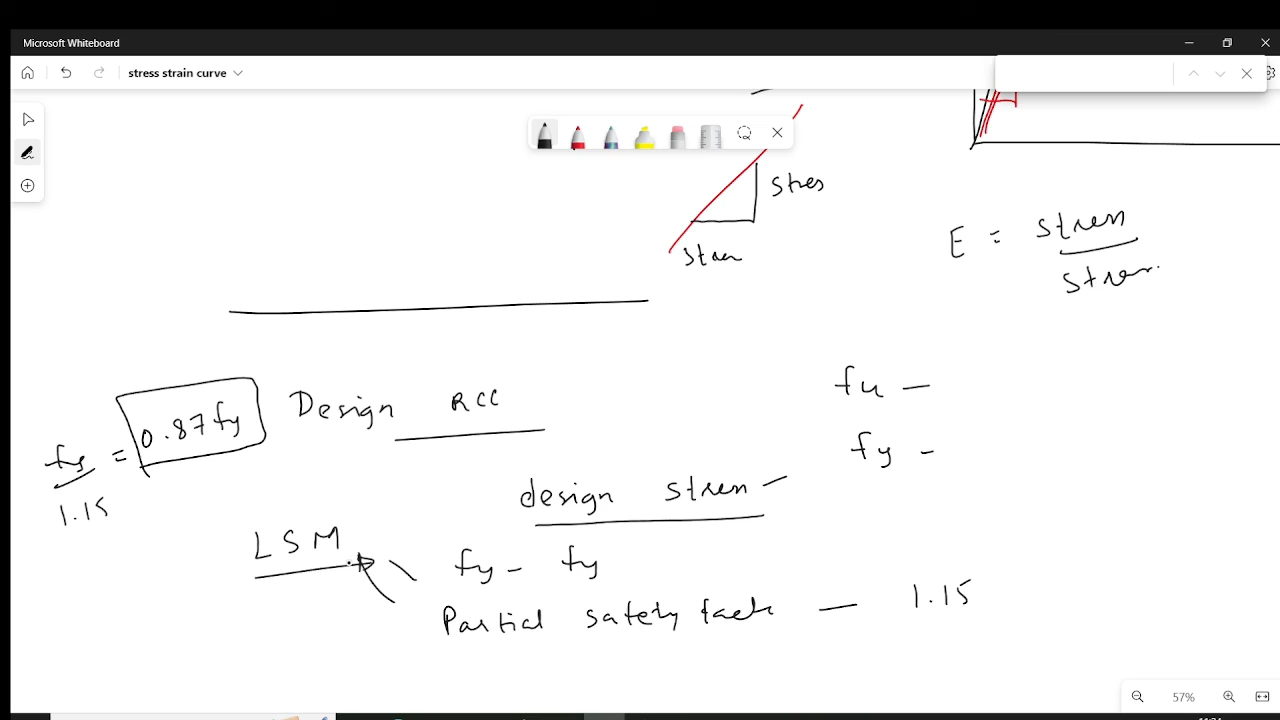 Microsoft Whiteboard
stress strain curve
Stres
Stran
E = Stress
Strain
fu -
fy -
fy
1.15
= 0.87fy
Design RCC
design Stress -
LSM
fy - fy
Partial safety fact - 1.15
57%